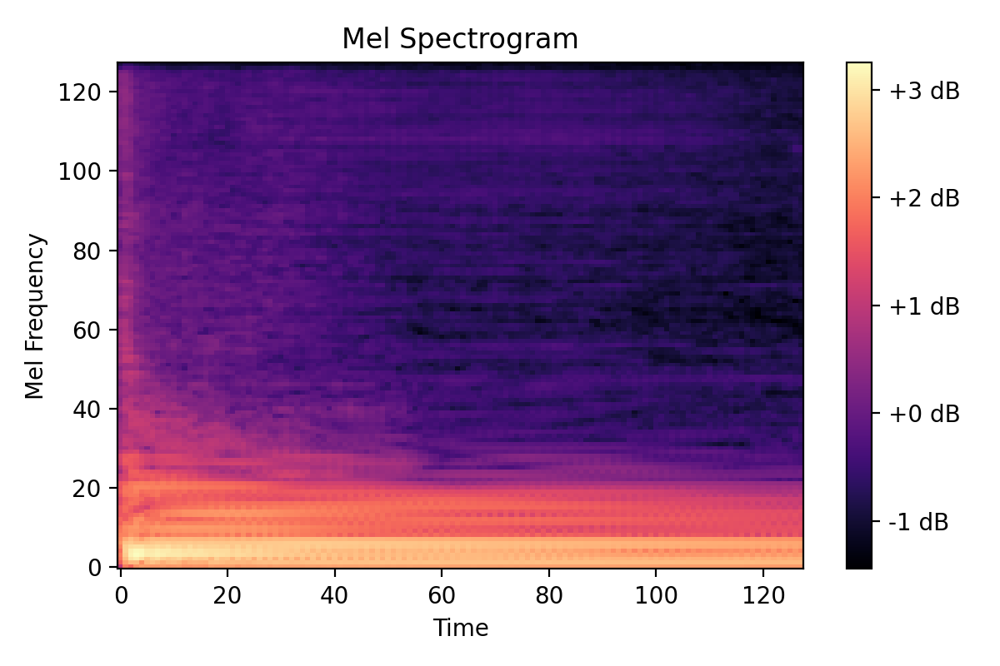 Mel Spectrogram
Mel Frequency
120
100
80
60
40
20
0
0 20 40 60 80 100 120
Time
+3 dB
+2 dB
+1 dB
+0 dB
-1 dB